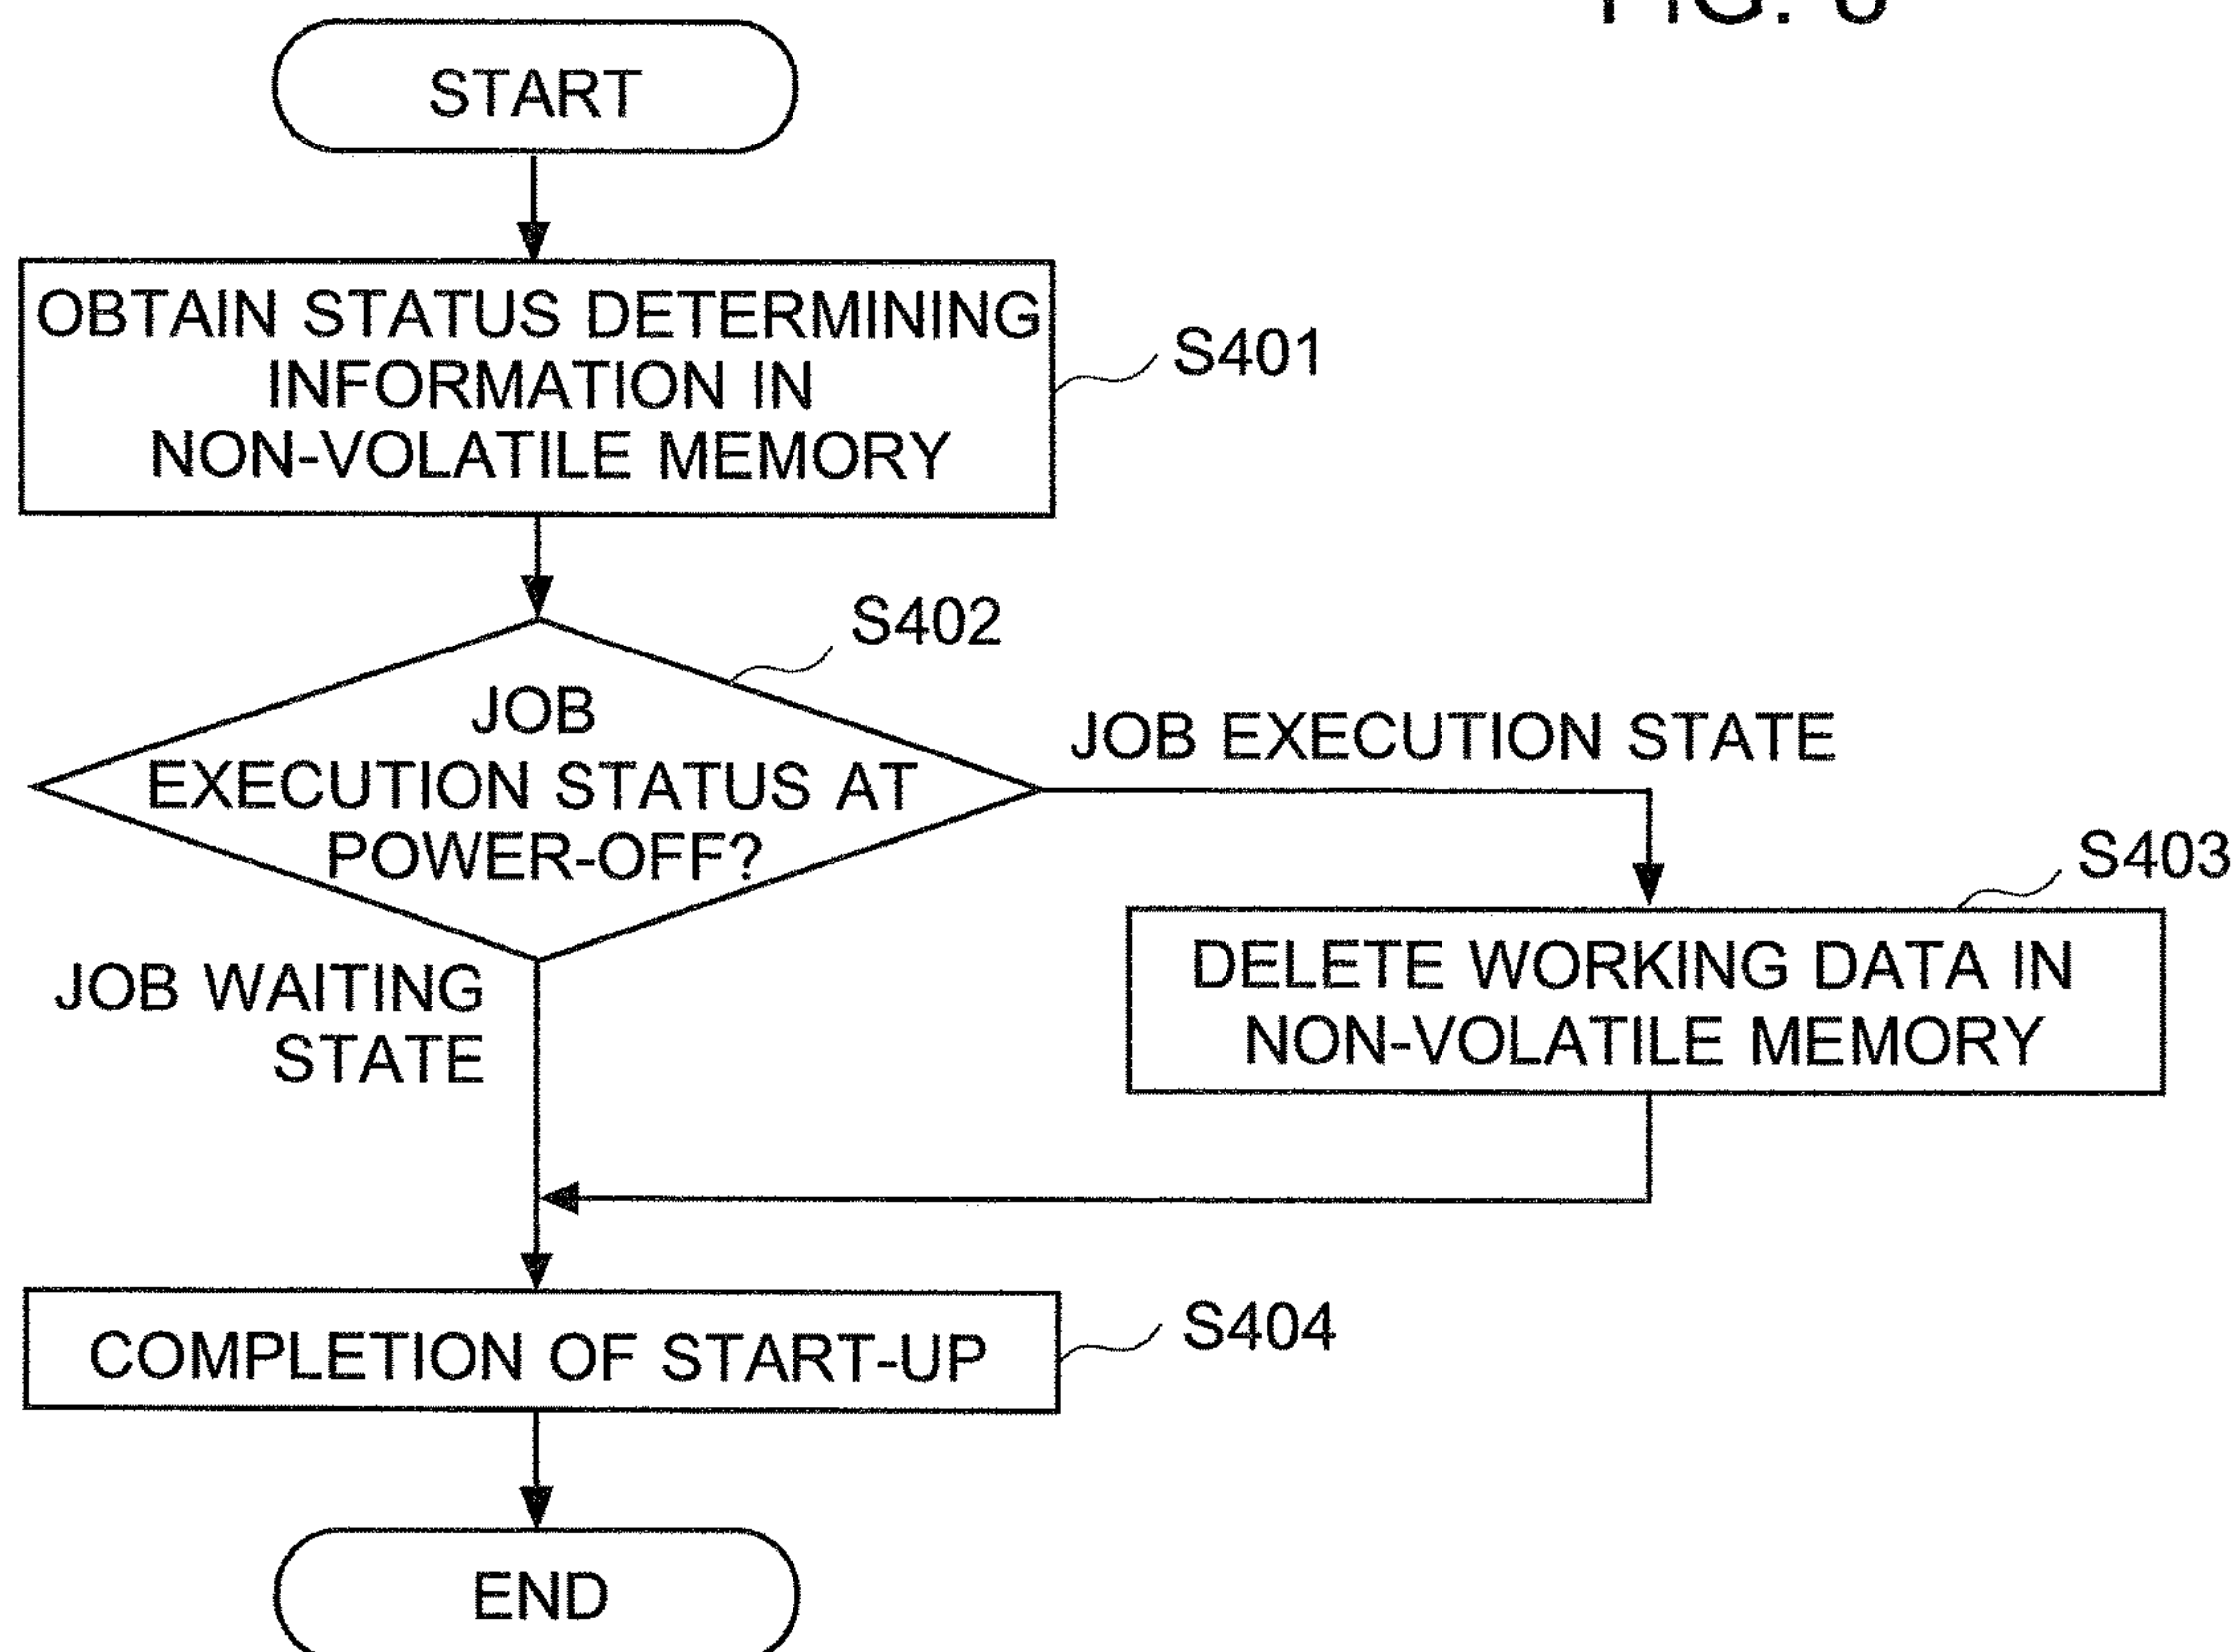 FIG.
START
OBTAIN STATUS DETERMINING
INFORMATION IN
NON-VOLATILE MEMORY
S401
S402
JOB
EXECUTION STATUS AT
POWER-OFF?
JOB EXECUTION STATE
S403
DELETE WORKING DATA IN
NON-VOLATILE MEMORY
JOB WAITING
STATE
COMPLETION OF START-UP
S404
END